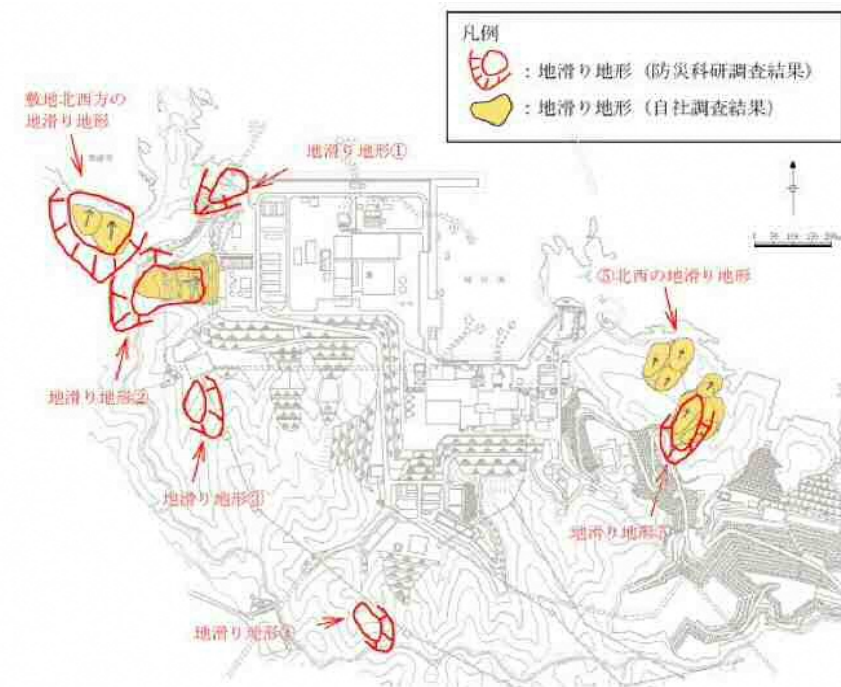 凡例
：地滑り地形（防災科研調査結果）
：地滑り地形（自社調査結果）
敷地北西方の
地滑り地形
地滑り地形①
⑤北西の地滑り地形
地滑り地形②
地滑り地形③
地滑り地形⑤
地滑り地形④